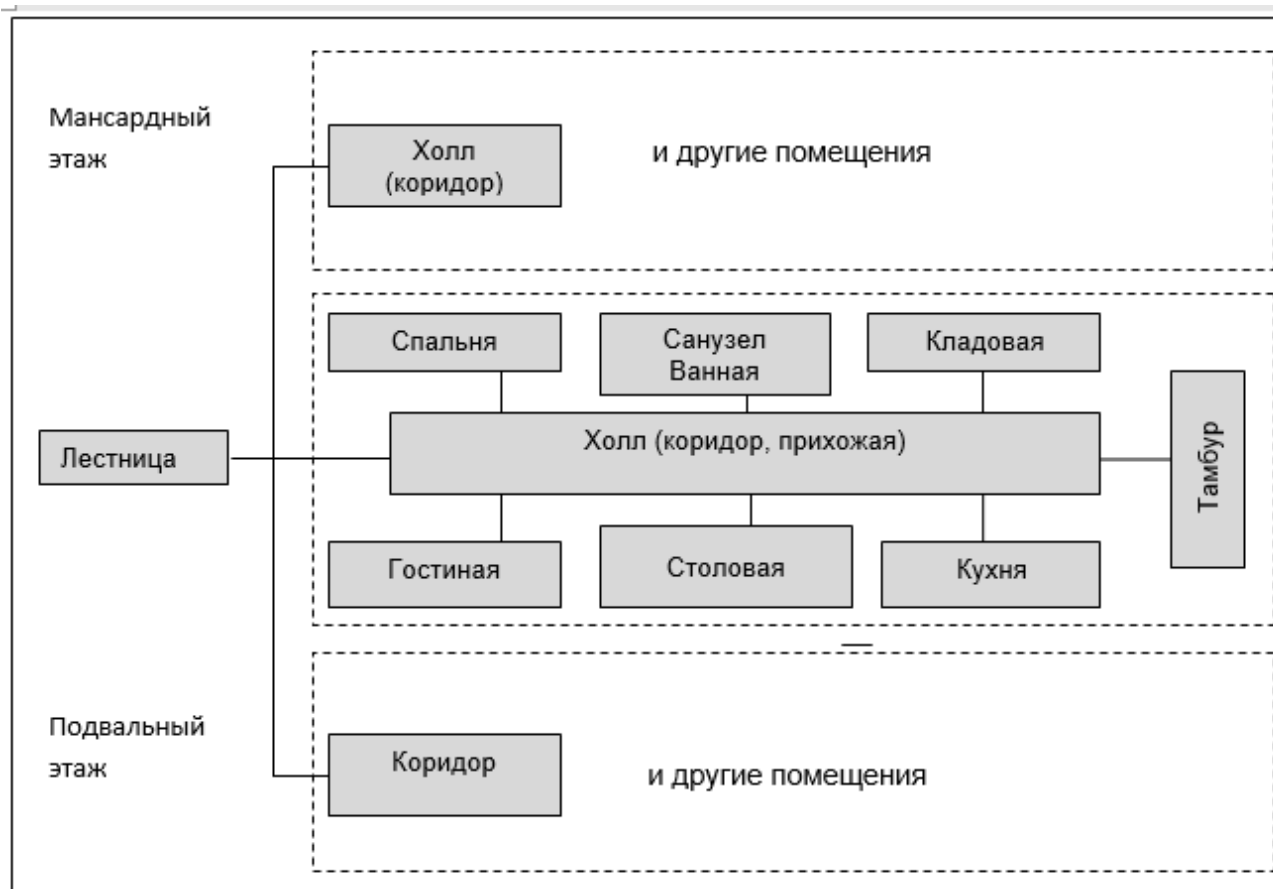 Мансардный
этаж
Холл
(коридор)
и другие помещения
Спальня
Санузел
Ванная
Кладовая
Лестница
Холл (коридор, прихожая)
Тамбур
Гостиная
Столовая
Кухня
Подвальный
этаж
Коридор
и другие помещения